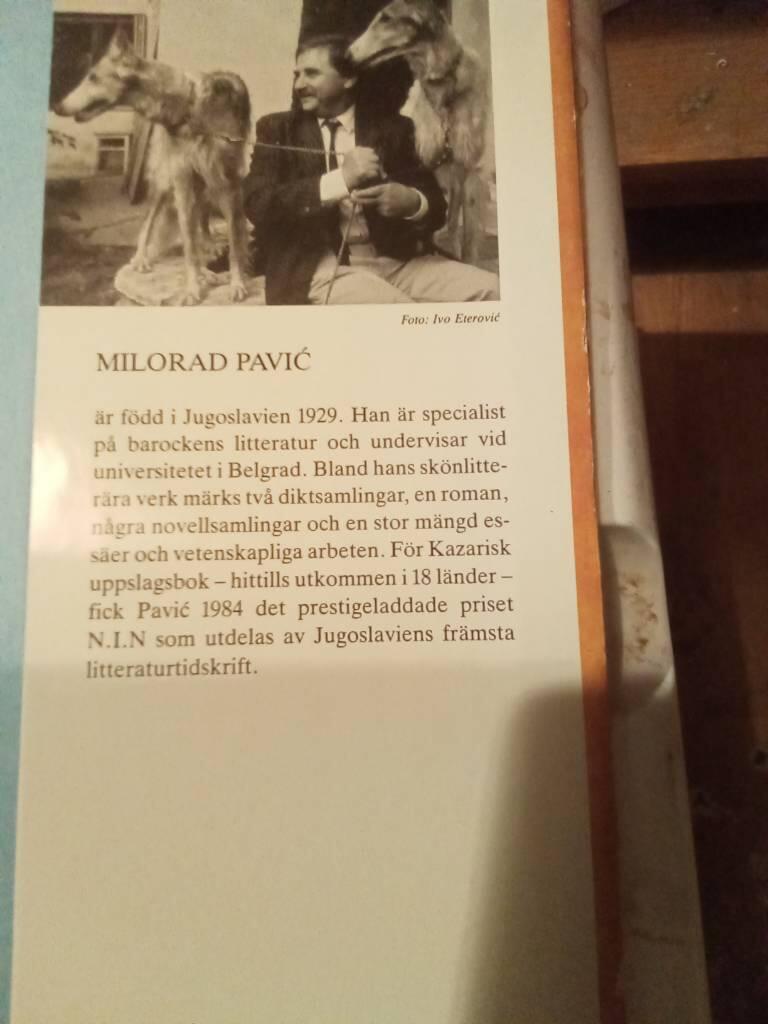 Foto: Ivo Eterović
MILORAD PAVIĆ
är född i Jugoslavien 1929. Han är specialist
på barockens litteratur och undervisar vid
universitetet i Belgrad. Bland hans skönlitte-
rära verk märks två diktsamlingar, en roman,
några novellsamlingar och en stor mängd es-
säer och vetenskapliga arbeten. För Kazarisk
uppslagsbok – hittills utkommen i 18 länder –
fick Pavić 1984 det prestigeladdade priset
N.I.N som utdelas av Jugoslaviens främsta
litteraturtidskrift.